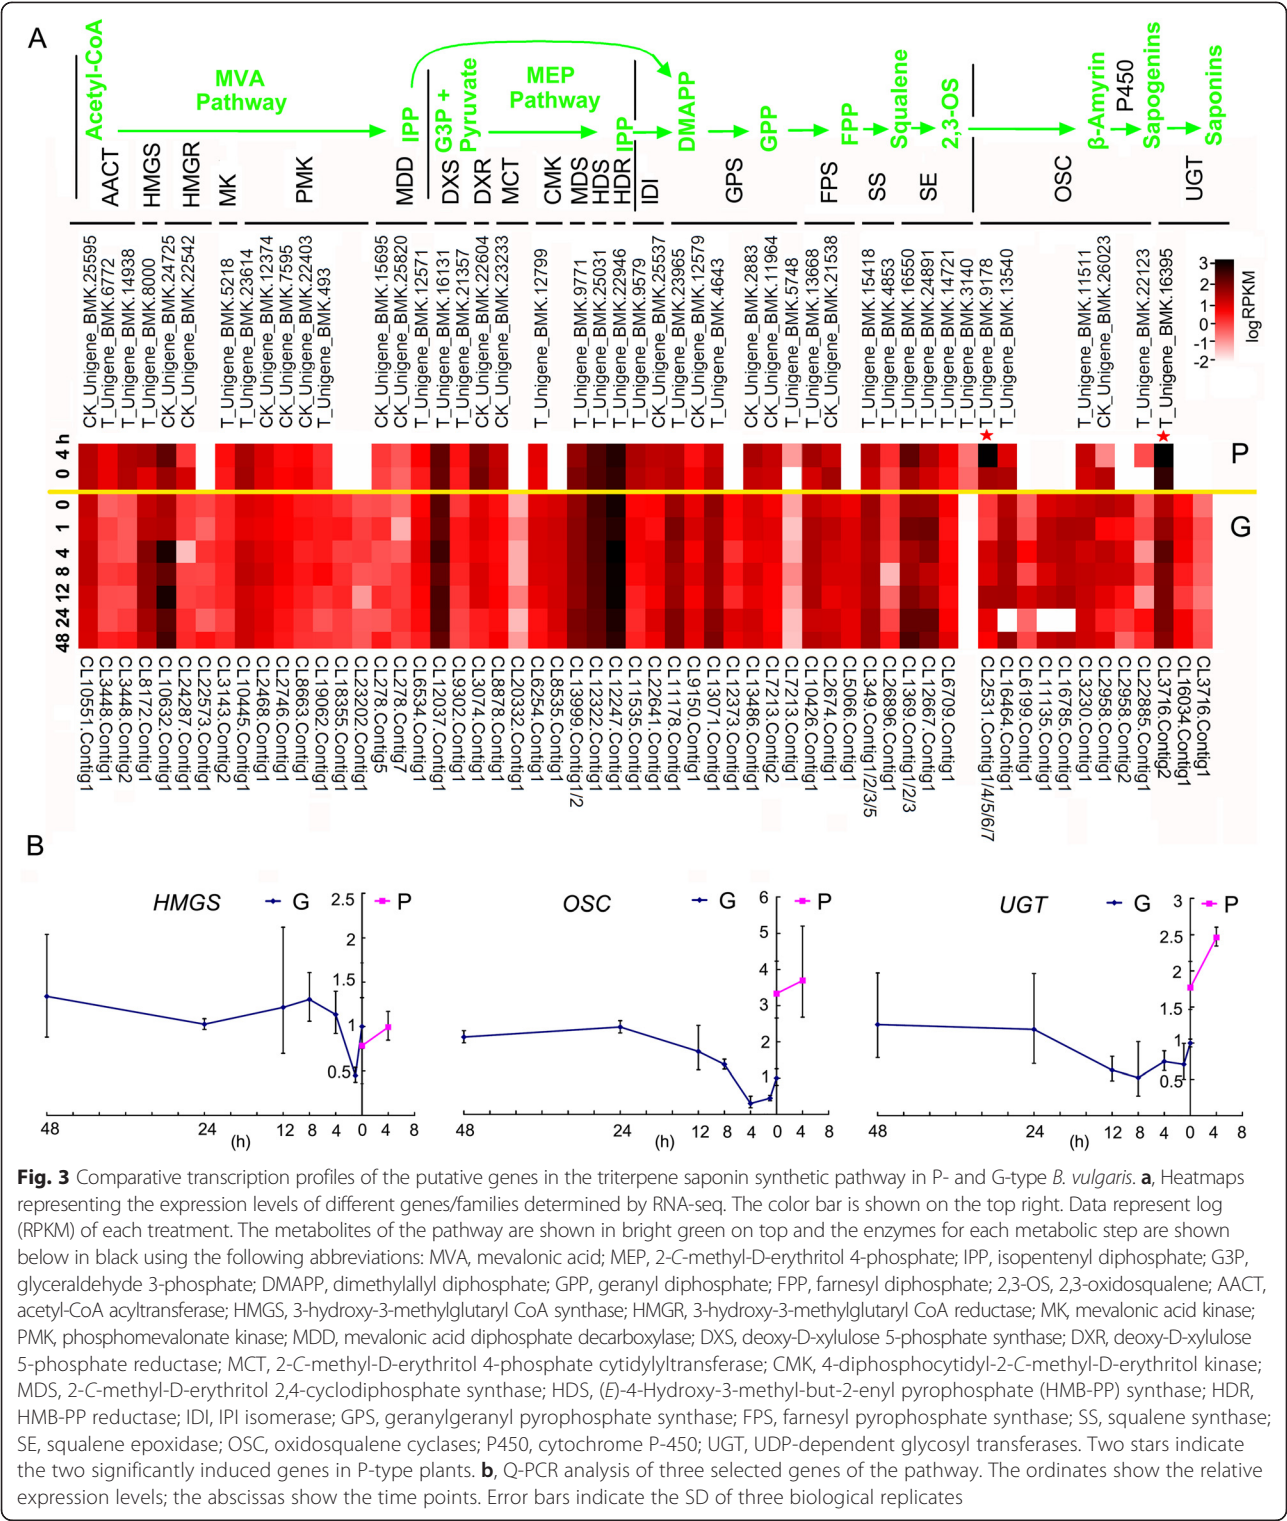 A
Acetyl-CoA
MVA
Pathway
IPP
G3P +
Pyruvate
MEP
Pathway
IPP
DMAPP
GPP
FPP
Squalene
2,3-OS
β-Amyrin
P450
Sapogenins
Saponins
AACT
HMGS
HMGR
MK
PMK
MDD
DXS
DXR
MCT
CMK
MDS
HDS
HDR
IDI
GPS
FPS
SS
SE
OSC
UGT
CK_Unigene_BMK.25595
T_Unigene_BMK.6772
T_Unigene_BMK.14938
T_Unigene_BMK.8000
CK_Unigene_BMK.24725
CK_Unigene_BMK.22542
T_Unigene_BMK.5218
T_Unigene_BMK.23614
CK_Unigene_BMK.12374
CK_Unigene_BMK.7595
CK_Unigene_BMK.22403
T_Unigene_BMK.493
CK_Unigene_BMK.15695
CK_Unigene_BMK.25820
T_Unigene_BMK.12571
T_Unigene_BMK.16131
T_Unigene_BMK.21357
CK_Unigene_BMK.22604
CK_Unigene_BMK.23233
T_Unigene_BMK.12799
T_Unigene_BMK.9771
T_Unigene_BMK.25031
CK_Unigene_BMK.22946
T_Unigene_BMK.9579
CK_Unigene_BMK.25537
T_Unigene_BMK.23965
CK_Unigene_BMK.12579
T_Unigene_BMK.4643
CK_Unigene_BMK.2883
CK_Unigene_BMK.11964
T_Unigene_BMK.5748
T_Unigene_BMK.13668
CK_Unigene_BMK.21538
T_Unigene_BMK.15418
T_Unigene_BMK.4853
T_Unigene_BMK.16550
CK_Unigene_BMK.24891
T_Unigene_BMK.14721
T_Unigene_BMK.3140
T_Unigene_BMK.9178
T_Unigene_BMK.13540
T_Unigene_BMK.11511
CK_Unigene_BMK.26023
T_Unigene_BMK.22123
T_Unigene_BMK.16395
3
2
1
0
-1
-2
logRPKM
0 4 h
P
48 24 12 8 4 1 0
G
CL10551.Contig1
CL3448.Contig1
CL3448.Contig2
CL8172.Contig1
CL10632.Contig1
CL24287.Contig1
CL22573.Contig1
CL3143.Contig2
CL10445.Contig1
CL2468.Contig1
CL2746.Contig1
CL8663.Contig1
CL19062.Contig1
CL18355.Contig1
CL23202.Contig1
CL2778.Contig5
CL2778.Contig7
CL6534.Contig1
CL12037.Contig1
CL9302.Contig1
CL3074.Contig1
CL8878.Contig1
CL20332.Contig1
CL6254.Contig1
CL8535.Contig1
CL13999.Contig1/2
CL12322.Contig1
CL12247.Contig1
CL11535.Contig1
CL22641.Contig1
CL11178.Contig1
CL9150.Contig1
CL13071.Contig1
CL12373.Contig1
CL13486.Contig1
CL7213.Contig2
CL7213.Contig1
CL10426.Contig1
CL2674.Contig1
CL5066.Contig1
CL349.Contig1/2/3/5
CL26896.Contig1
CL1369.Contig1/2/3
CL12667.Contig1
CL6709.Contig1
CL2531.Contig1/4/5/6/7
CL16464.Contig1
CL6199.Contig1
CL11135.Contig1
CL16785.Contig1
CL3230.Contig1
CL2958.Contig1
CL2958.Contig2
CL22885.Contig1
CL3716.Contig2
CL16034.Contig1
CL3716.Contig1
B
HMGS
G
P
2.5
2
1.5
1
0.5
48 24 12 8 4 0 4 8
(h)
OSC
G
P
6
5
4
3
2
1
48 24 12 8 4 0 4 8
(h)
UGT
G
P
3
2.5
2
1.5
1
0.5
48 24 12 8 4 0 4 8
(h)
Fig. 3 Comparative transcription profiles of the putative genes in the triterpene saponin synthetic pathway in P- and G-type B. vulgaris. a, Heatmaps
representing the expression levels of different genes/families determined by RNA-seq. The color bar is shown on the top right. Data represent log
(RPKM) of each treatment. The metabolites of the pathway are shown in bright green on top and the enzymes for each metabolic step are shown
below in black using the following abbreviations: MVA, mevalonic acid; MEP, 2-C-methyl-D-erythritol 4-phosphate; IPP, isopentenyl diphosphate; G3P,
glyceraldehyde 3-phosphate; DMAPP, dimethylallyl diphosphate; GPP, geranyl diphosphate; FPP, farnesyl diphosphate; 2,3-OS, 2,3-oxidosqualene; AACT,
acetyl-CoA acyltransferase; HMGS, 3-hydroxy-3-methylglutaryl CoA synthase; HMGR, 3-hydroxy-3-methylglutaryl CoA reductase; MK, mevalonic acid kinase;
PMK, phosphomevalonate kinase; MDD, mevalonic acid diphosphate decarboxylase; DXS, deoxy-D-xylulose 5-phosphate synthase; DXR, deoxy-D-xylulose
5-phosphate reductase; MCT, 2-C-methyl-D-erythritol 4-phosphate cytidylyltransferase; CMK, 4-diphosphocytidyl-2-C-methyl-D-erythritol kinase;
MDS, 2-C-methyl-D-erythritol 2,4-cyclodiphosphate synthase; HDS, (E)-4-Hydroxy-3-methyl-but-2-enyl pyrophosphate (HMB-PP) synthase; HDR,
HMB-PP reductase; IDI, IPI isomerase; GPS, geranylgeranyl pyrophosphate synthase; FPS, farnesyl pyrophosphate synthase; SS, squalene synthase;
SE, squalene epoxidase; OSC, oxidosqualene cyclases; P450, cytochrome P-450; UGT, UDP-dependent glycosyl transferases. Two stars indicate
the two significantly induced genes in P-type plants. b, Q-PCR analysis of three selected genes of the pathway. The ordinates show the relative
expression levels; the abscissas show the time points. Error bars indicate the SD of three biological replicates